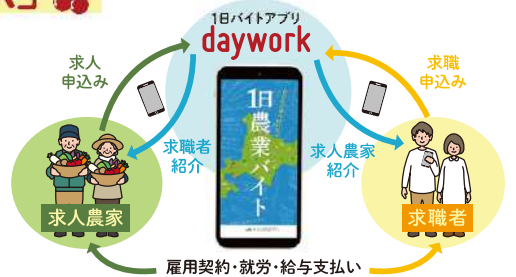 1日バイトアプリ
daywork
求人
申込み
求職
申込み
1日農業バイト
求職者
紹介
求人農家
紹介
求人農家
求職者
雇用契約・就労・給与支払い